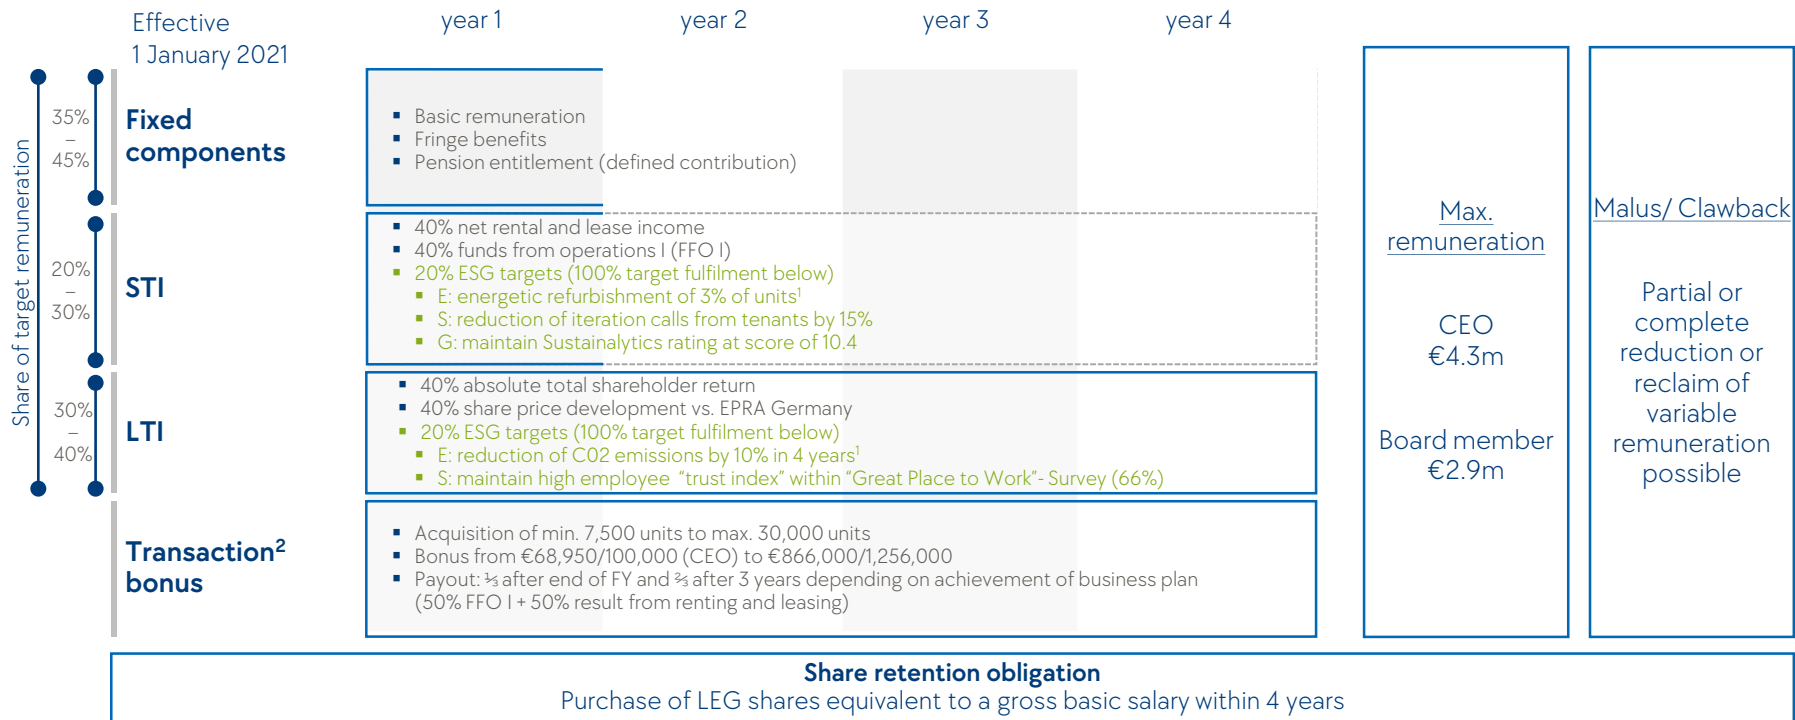 Effective
1 January 2021
year 1
year 2
year 3
year 4
Share of target remuneration
35%
–
45%
Fixed
components
▪ Basic remuneration
▪ Fringe benefits
▪ Pension entitlement (defined contribution)
20%
–
30%
STI
▪ 40% net rental and lease income
▪ 40% funds from operations I (FFO I)
▪ 20% ESG targets (100% target fulfilment below)
▪ E: energetic refurbishment of 3% of units¹
▪ S: reduction of iteration calls from tenants by 15%
▪ G: maintain Sustainalytics rating at score of 10.4
30%
–
40%
LTI
▪ 40% absolute total shareholder return
▪ 40% share price development vs. EPRA Germany
▪ 20% ESG targets (100% target fulfilment below)
▪ E: reduction of C02 emissions by 10% in 4 years¹
▪ S: maintain high employee “trust index” within “Great Place to Work”- Survey (66%)
Transaction²
bonus
▪ Acquisition of min. 7,500 units to max. 30,000 units
▪ Bonus from €68,950/100,000 (CEO) to €866,000/1,256,000
▪ Payout: ⅓ after end of FY and ⅔ after 3 years depending on achievement of business plan
(50% FFO I + 50% result from renting and leasing)
Max.
remuneration
CEO
€4.3m
Board member
€2.9m
Malus/ Clawback
Partial or
complete
reduction or
reclaim of
variable
remuneration
possible
Share retention obligation
Purchase of LEG shares equivalent to a gross basic salary within 4 years